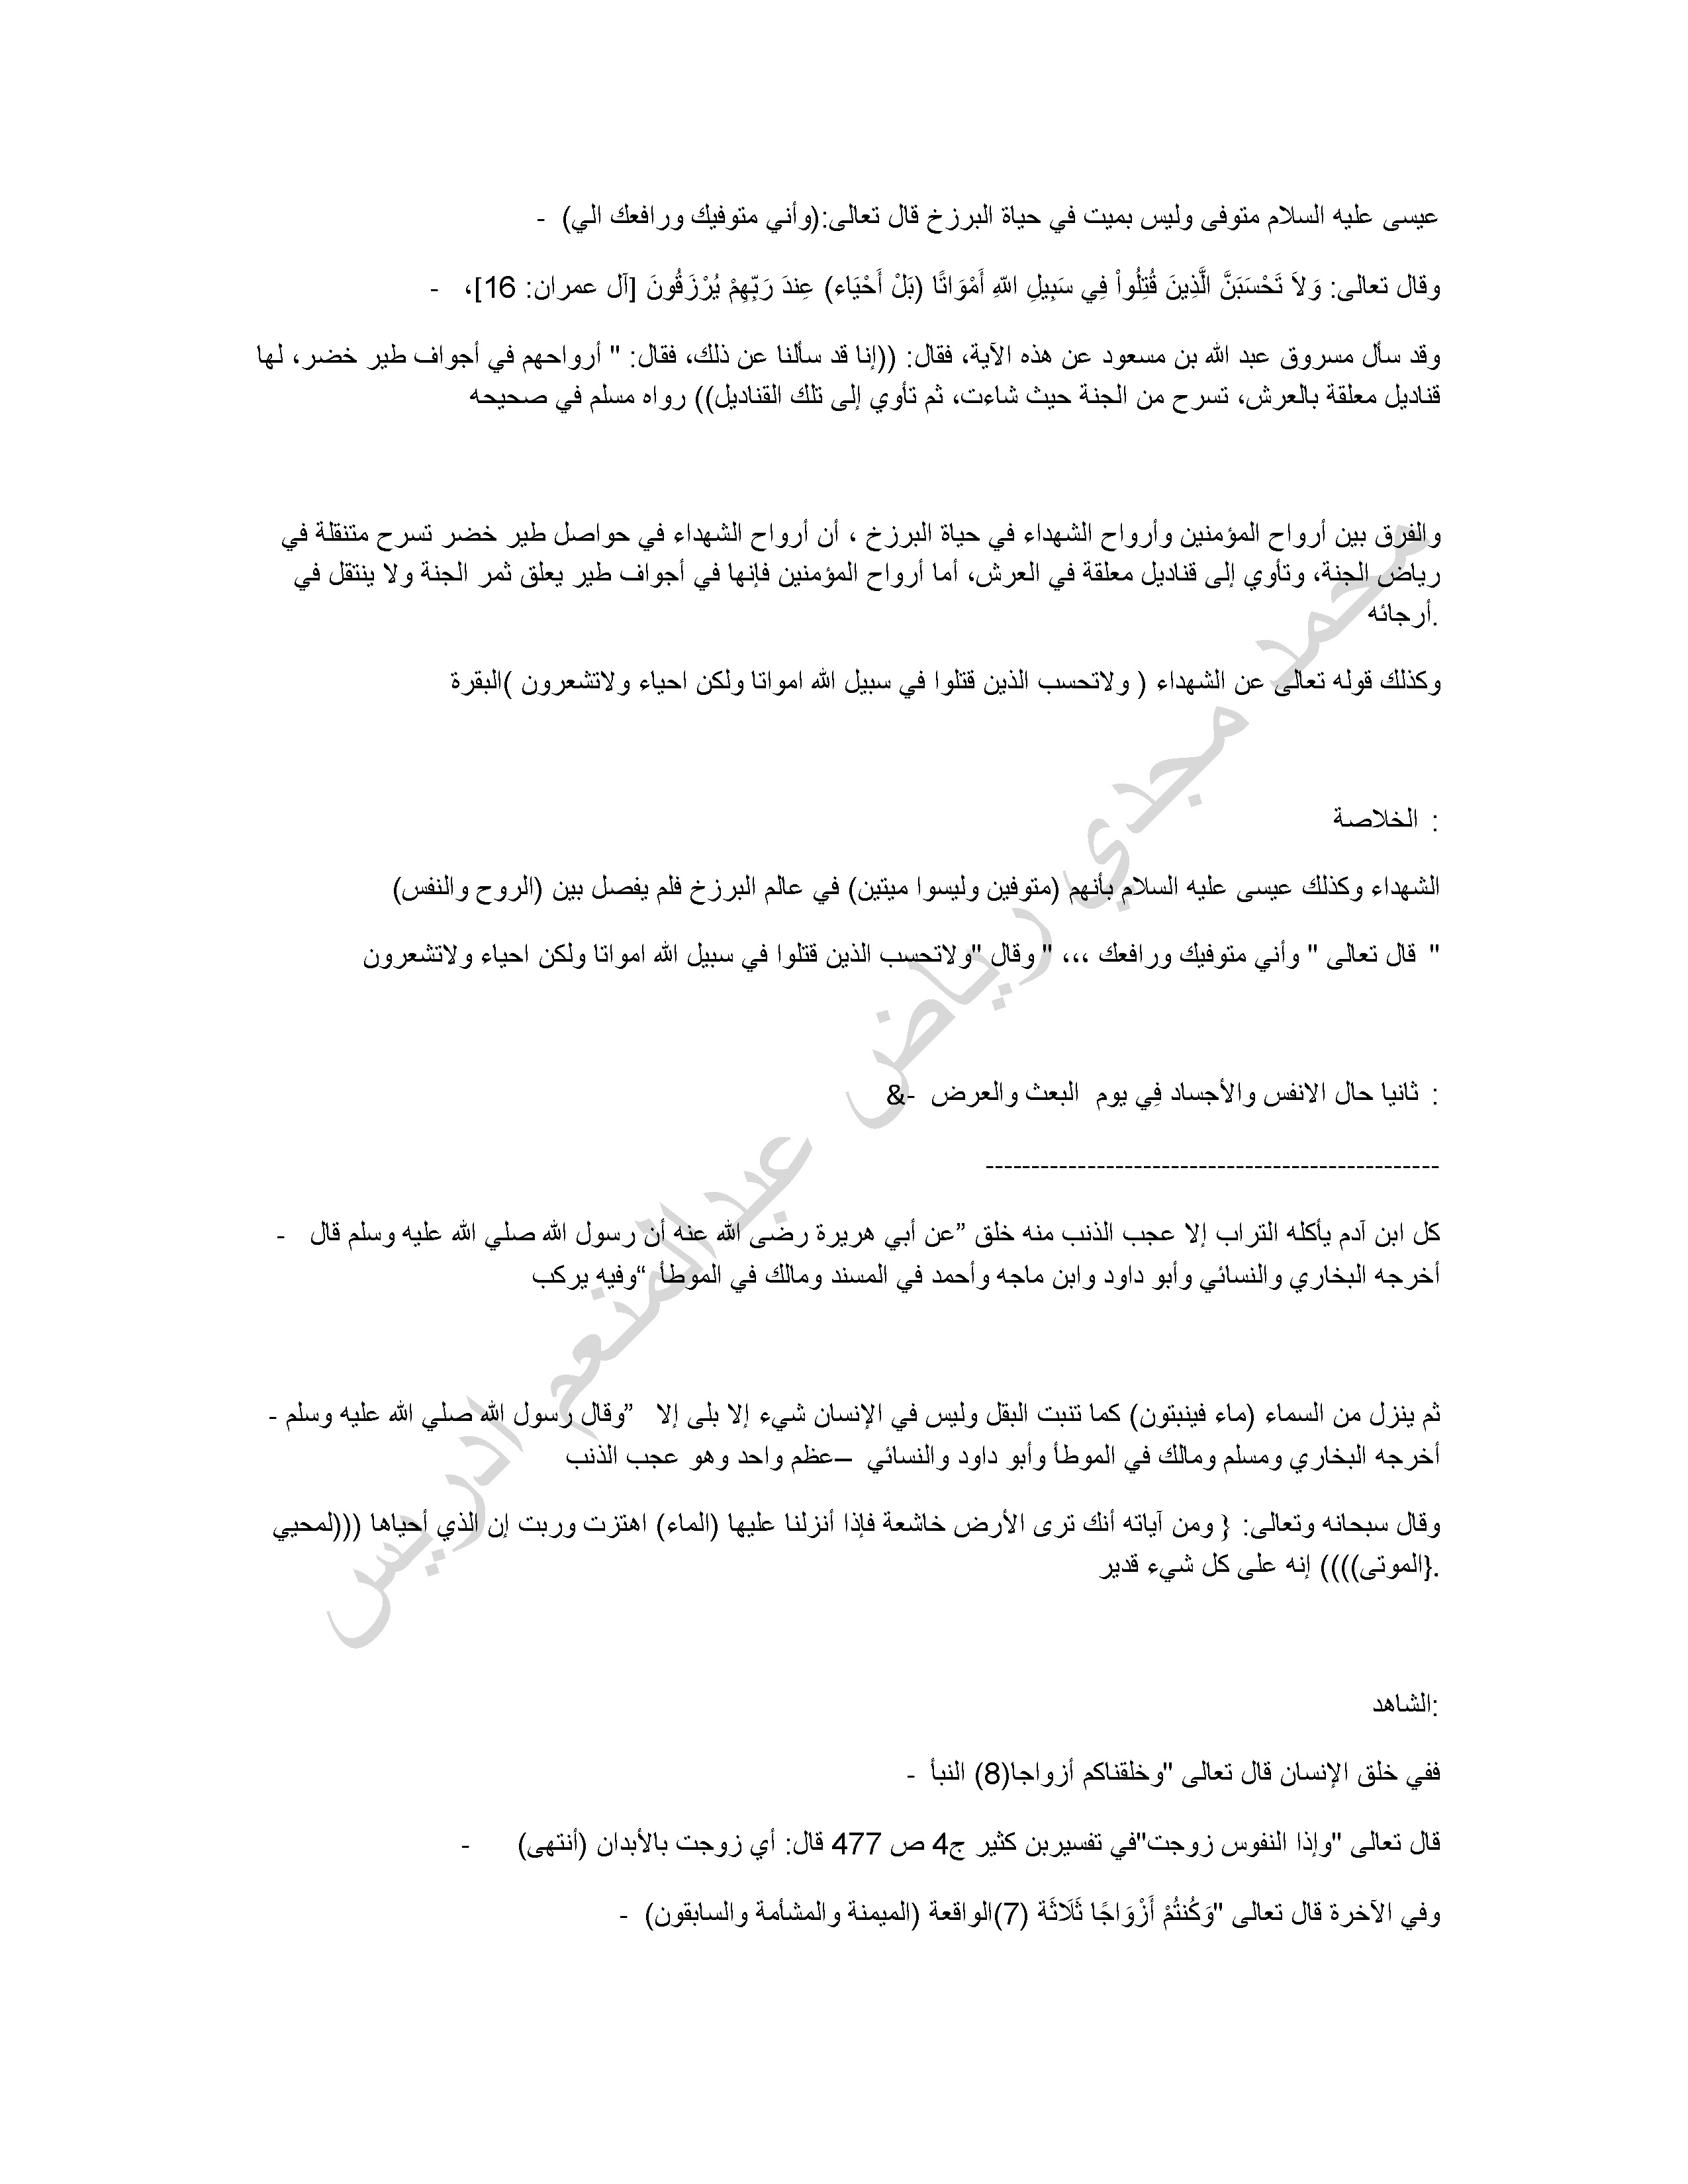 عيسى عليه السلام متوفى وليس بميت في حياة البرزخ قال تعالى:(وأني متوفيك ورافعك الي) -
وقال تعالى: وَلاَ تَحْسَبَنَّ الَّذِينَ قُتِلُواْ فِي سَبِيلِ اللّهِ أَمْوَاتًا (بَلْ أَحْيَاء) عِندَ رَبِّهِمْ يُرْزَقُونَ [آل عمران: 16]، -
وقد سأل مسروق عبد الله بن مسعود عن هذه الآية، فقال: ((إنا قد سألنا عن ذلك، فقال: " أرواحهم في أجواف طير خضر، لها
قناديل معلقة بالعرش، تسرح من الجنة حيث شاءت، ثم تأوي إلى تلك القناديل)) رواه مسلم في صحيحه
والفرق بين أرواح المؤمنين وأرواح الشهداء في حياة البرزخ ، أن أرواح الشهداء في حواصل طير خضر تسرح متنقلة في
رياض الجنة، وتأوي إلى قناديل معلقة في العرش، أما أرواح المؤمنين فإنها في أجواف طير يعلق ثمر الجنة ولا ينتقل في
.أرجائه
وكذلك قوله تعالى عن الشهداء ( ولاتحسب الذين قتلوا في سبيل الله امواتا ولكن احياء ولاتشعرون )البقرة
: الخلاصة
الشهداء وكذلك عيسى عليه السلام بأنهم (متوفين وليسوا ميتين) في عالم البرزخ فلم يفصل بين (الروح والنفس)
" قال تعالى " وأني متوفيك ورافعك ،،، " وقال "ولاتحسب الذين قتلوا في سبيل الله امواتا ولكن احياء ولاتشعرون
: ثانيا حال الانفس والأجساد فِي يوم البعث والعرض -&
-------------------------------------------------
كل ابن آدم يأكله التراب إلا عجب الذنب منه خلق ”عن أبي هريرة رضى الله عنه أن رسول الله صلي الله عليه وسلم قال -
أخرجه البخاري والنسائي وأبو داود وابن ماجه وأحمد في المسند ومالك في الموطأ “وفيه يركب
ثم ينزل من السماء (ماء فينبتون) كما تنبت البقل وليس في الإنسان شيء إلا بلى إلا ”وقال رسول الله صلي الله عليه وسلم -
أخرجه البخاري ومسلم ومالك في الموطأ وأبو داود والنسائي –عظم واحد وهو عجب الذنب
وقال سبحانه وتعالى: { ومن آياته أنك ترى الأرض خاشعة فإذا أنزلنا عليها (الماء) اهتزت وربت إن الذي أحياها (((لمحيي
.{الموتى)))) إنه على كل شيء قدير
:الشاهد
ففي خلق الإنسان قال تعالى "وخلقناكم أزواجا(8) النبأ -
قال تعالى "وإذا النفوس زوجت"في تفسيربن كثير ج4 ص 477 قال: أي زوجت بالأبدان (أنتهى) -
وفي الآخرة قال تعالى "وَكُنتُمْ أَزْوَاجًا ثَلَاثَة (7)الواقعة (الميمنة والمشأمة والسابقون) -
محمد مجدي رياض عبدالمنعم ادريس